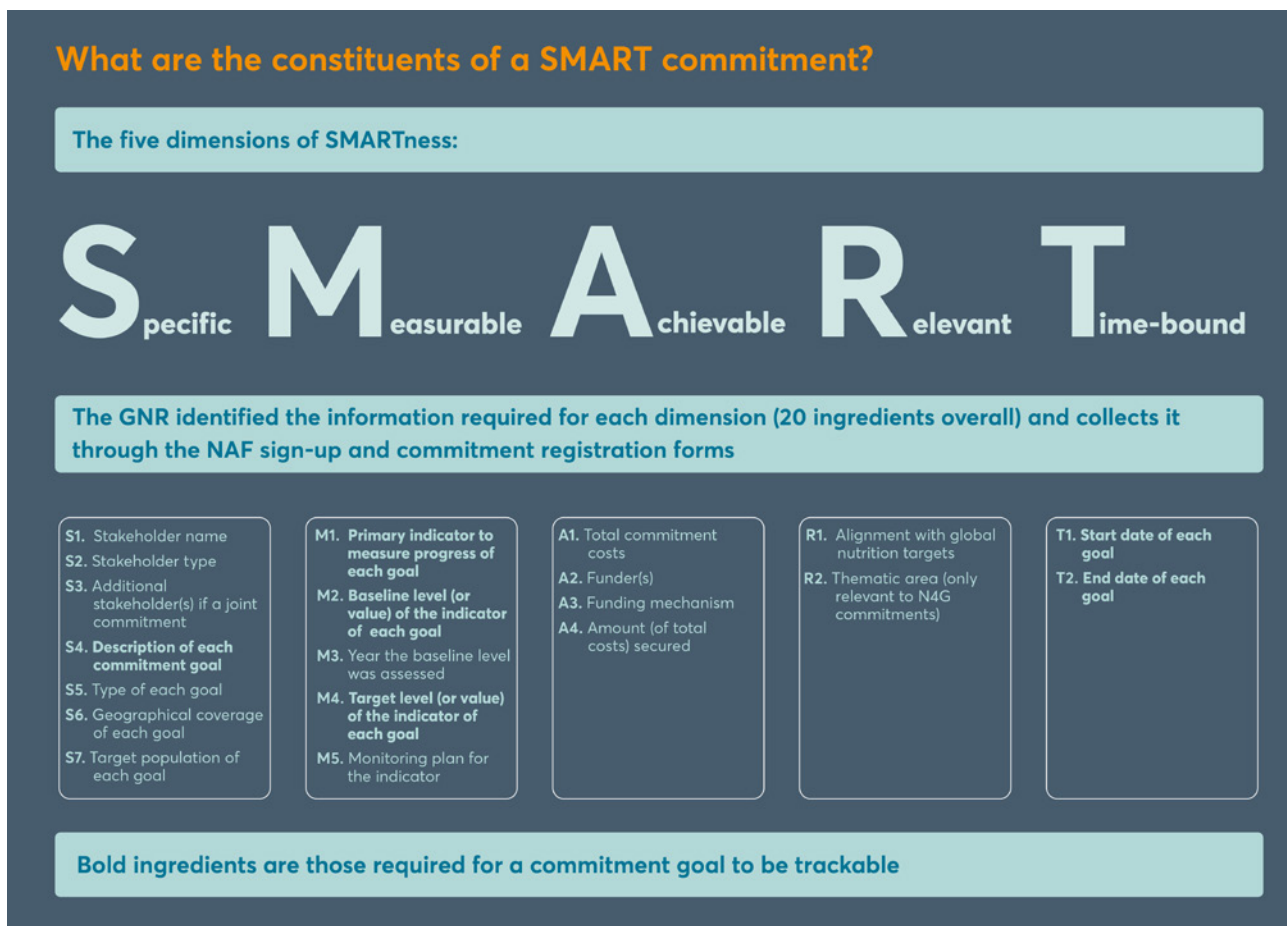 What are the constituents of a SMART commitment?
The five dimensions of SMARTness:
Specific Measurable Achievable Relevant Time-bound
The GNR identified the information required for each dimension (20 ingredients overall) and collects it
through the NAF sign-up and commitment registration forms
S1. Stakeholder name
S2. Stakeholder type
S3. Additional
stakeholder(s) if a joint
commitment
S4. Description of each
commitment goal
S5. Type of each goal
S6. Geographical coverage
of each goal
S7. Target population of
each goal
M1. Primary indicator to
measure progress of
each goal
M2. Baseline level (or
value) of the indicator
of each goal
M3. Year the baseline level
was assessed
M4. Target level (or value)
of the indicator of
each goal
M5. Monitoring plan for
the indicator
A1. Total commitment
costs
A2. Funder(s)
A3. Funding mechanism
A4. Amount (of total
costs) secured
R1. Alignment with global
nutrition targets
R2. Thematic area (only
relevant to N4G
commitments)
T1. Start date of each
goal
T2. End date of each
goal
Bold ingredients are those required for a commitment goal to be trackable